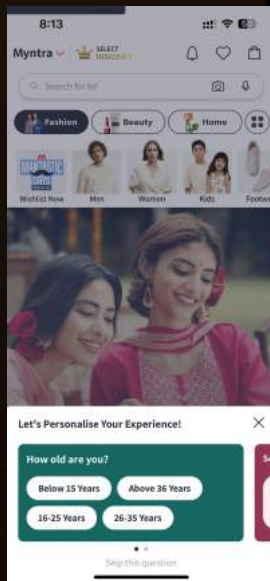 8:13
Myntra
SELECT
INSIDER
Search for
Fashion
Beauty
Home
MANTASTIC
Wishlist Now
Men
Women
Kids
Footwe
Let's Personalise Your Experience!
How old are you?
Below 15 Years
Above 36 Years
16-25 Years
26-35 Years
Skip this question